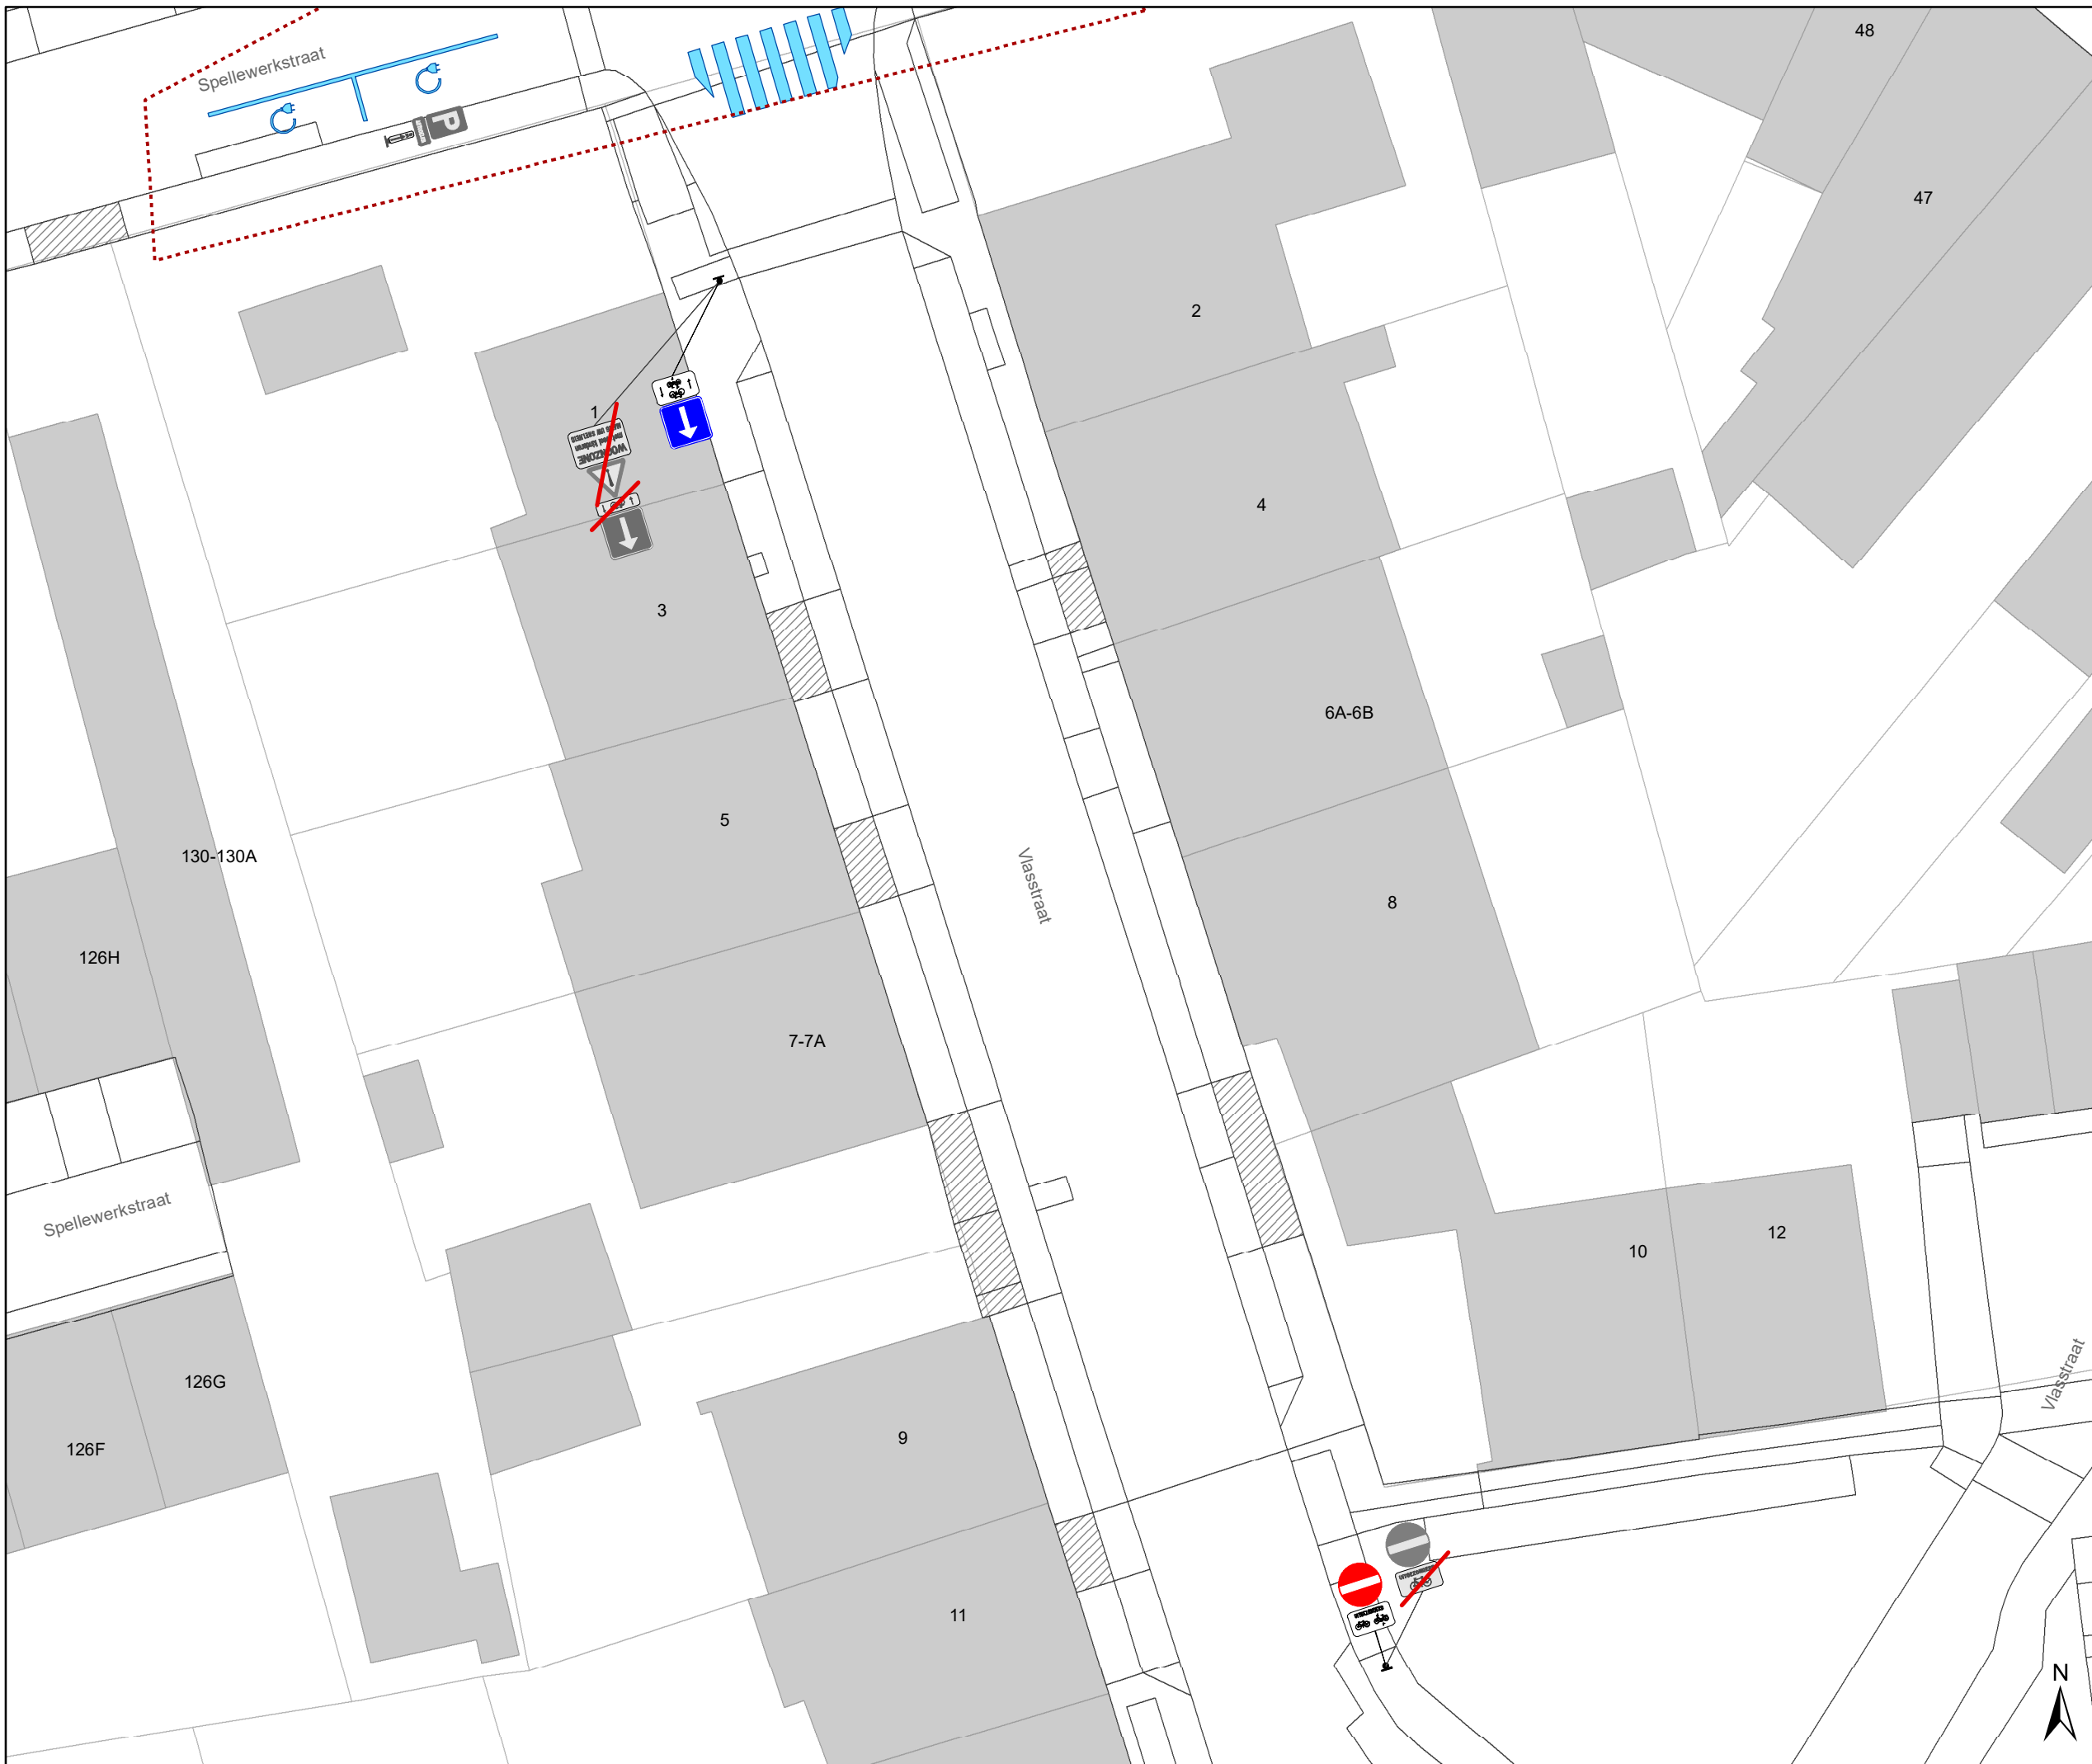 Spellewerkstraat
P
48
47
2
1
WOONZONE
4
3
6A-6B
5
130-130A
Vlasstraat
8
126H
7-7A
Spellewerkstraat
12
10
126G
Vlasstraat
9
126F
11
N